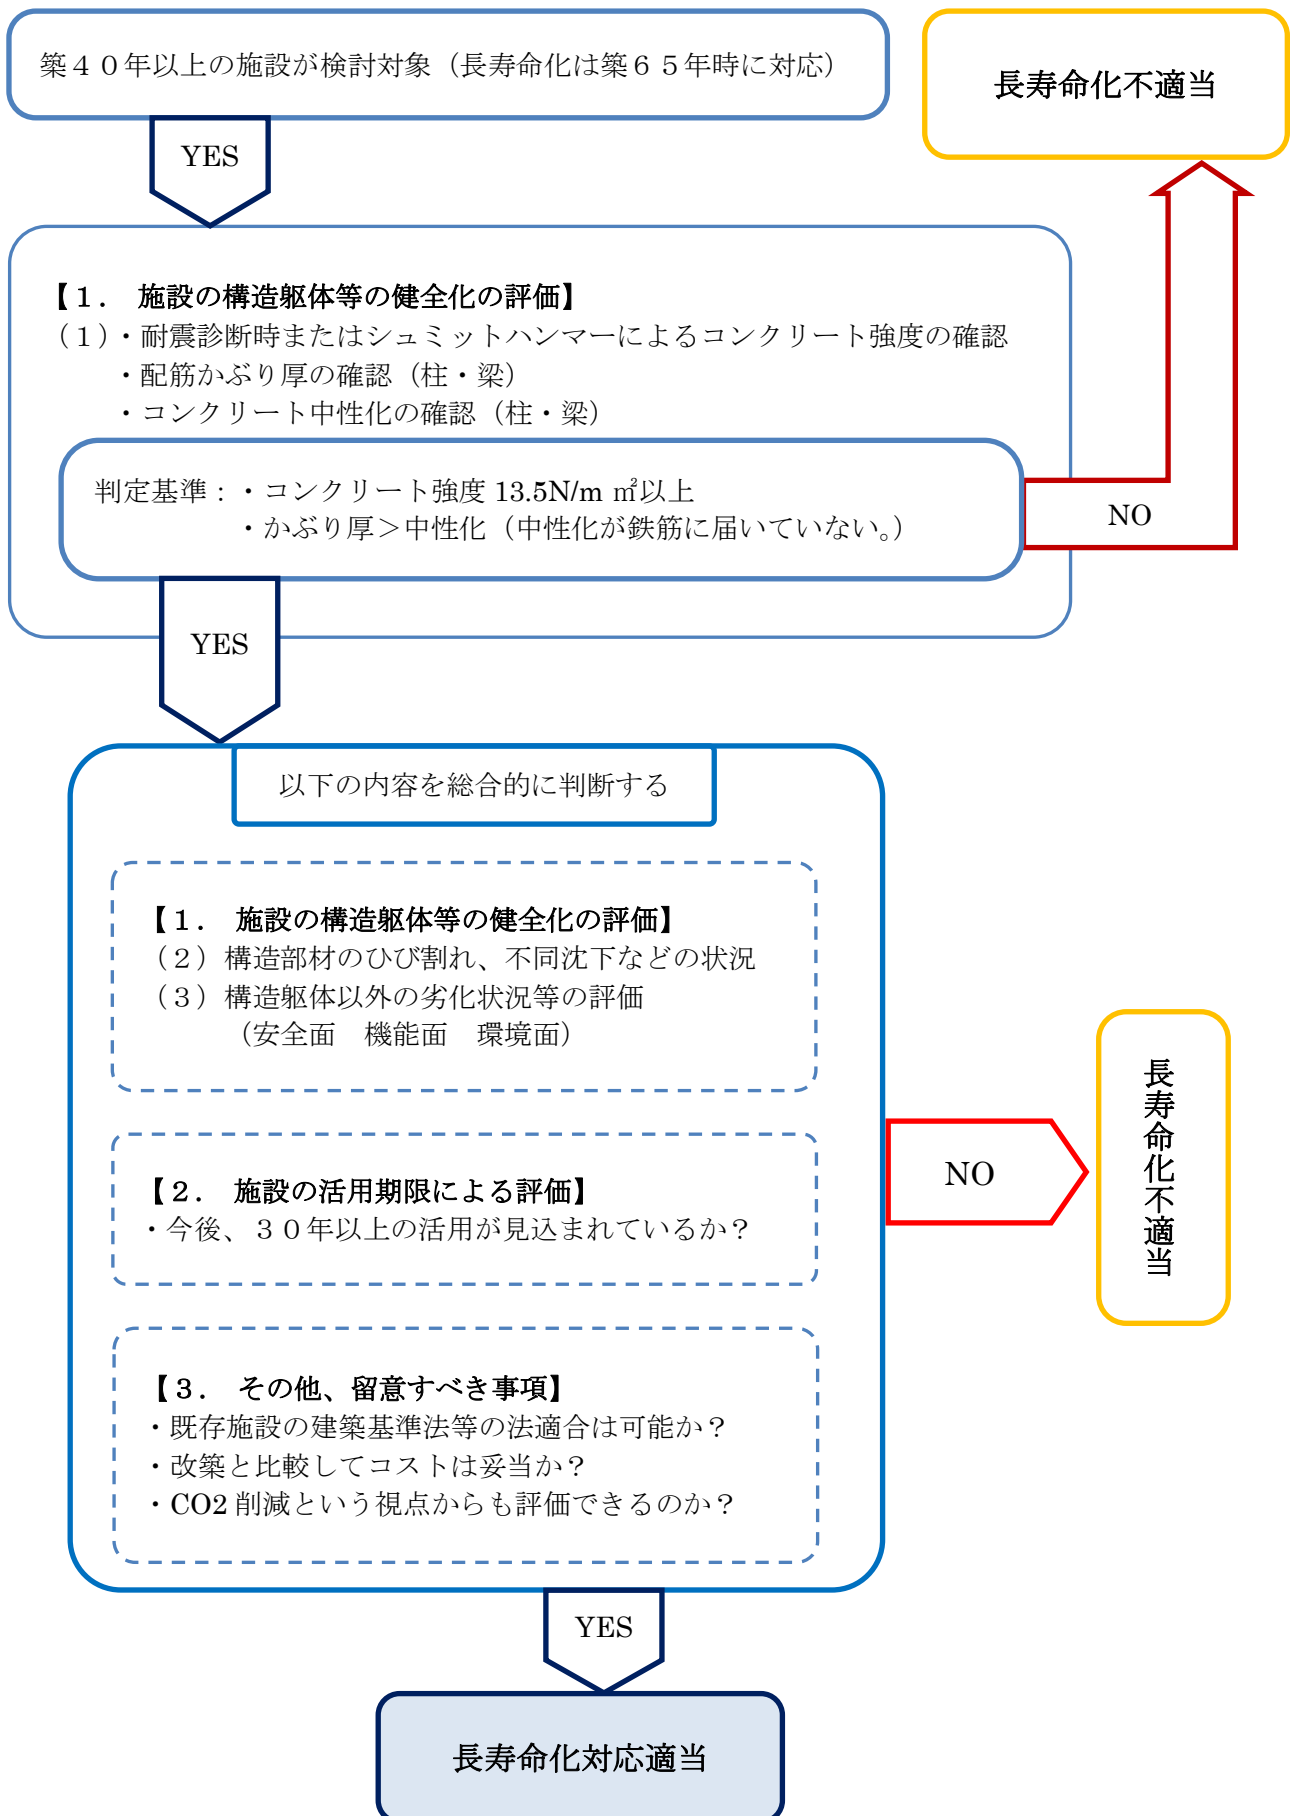 築４０年以上の施設が検討対象（長寿命化は築６５年時に対応）
長寿命化不適当
YES
【１． 施設の構造躯体等の健全化の評価】
（１）・耐震診断時またはシュミットハンマーによるコンクリート強度の確認
・配筋かぶり厚の確認（柱・梁）
・コンクリート中性化の確認（柱・梁）
判定基準：・コンクリート強度 13.5N/m ㎡以上
・かぶり厚＞中性化（中性化が鉄筋に届いていない。）
NO
YES
以下の内容を総合的に判断する
【１． 施設の構造躯体等の健全化の評価】
（２）構造部材のひび割れ、不同沈下などの状況
（３）構造躯体以外の劣化状況等の評価
（安全面　機能面　環境面）
【２． 施設の活用期限による評価】
・今後、３０年以上の活用が見込まれているか？
NO
長寿命化不適当
【３． その他、留意すべき事項】
・既存施設の建築基準法等の法適合は可能か？
・改築と比較してコストは妥当か？
・CO2 削減という視点からも評価できるのか？
YES
長寿命化対応適当